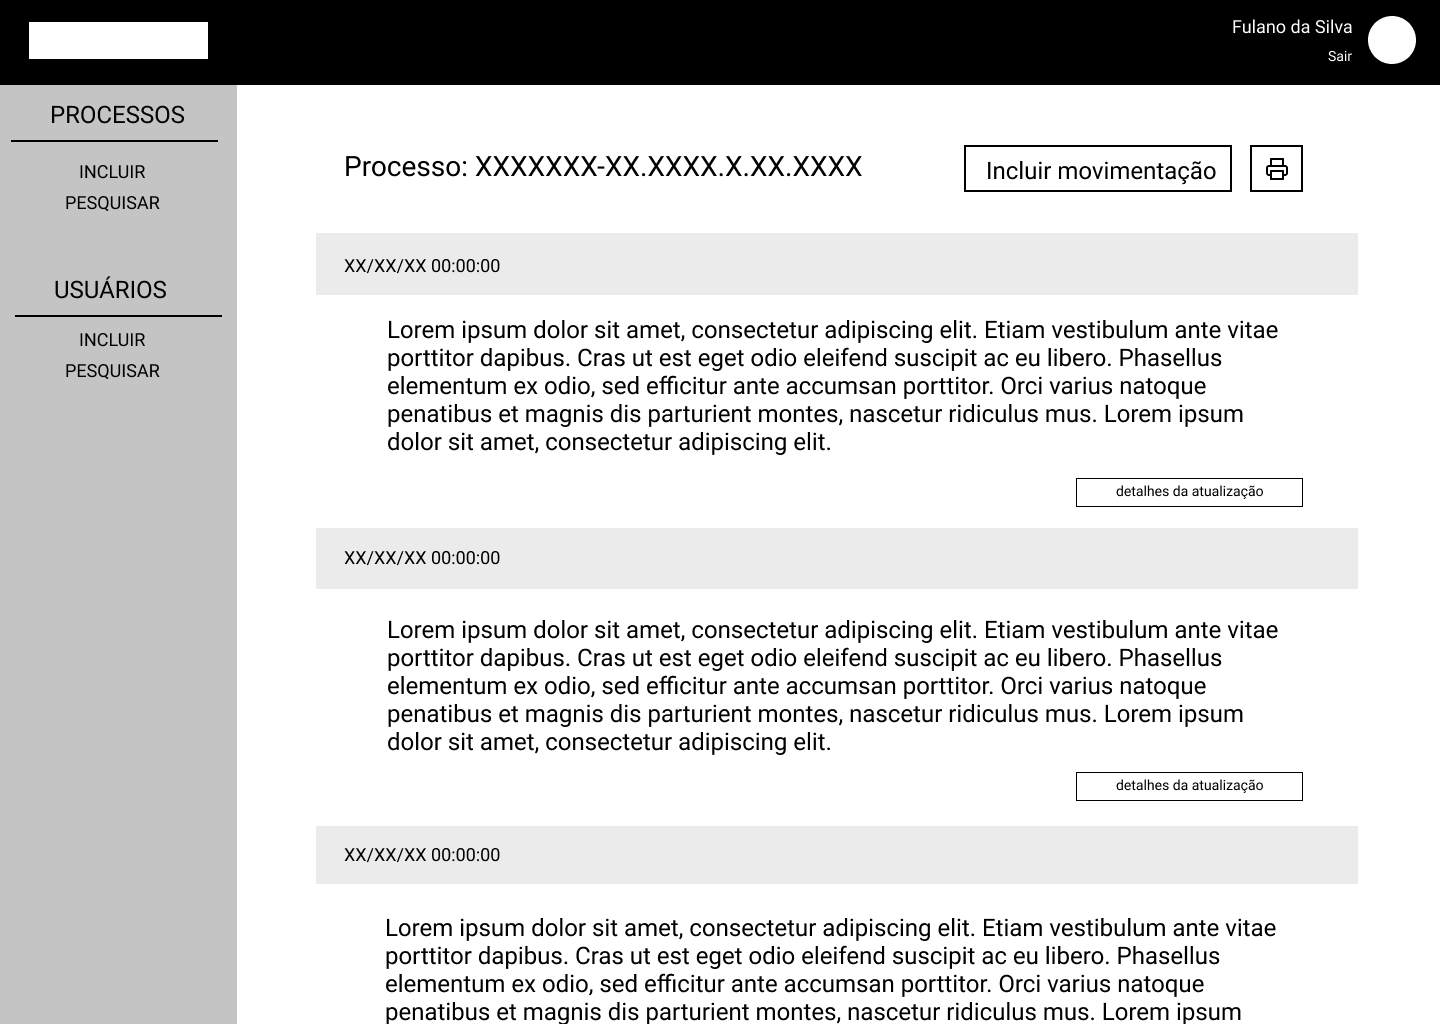 Fulano da Silva
Sair
PROCESSOS
INCLUIR
PESQUISAR
USUÁRIOS
INCLUIR
PESQUISAR
Processo: XXXXXXX-XX.XXXX.X.XX.XXXX
Incluir movimentação
XX/XX/XX 00:00:00
Lorem ipsum dolor sit amet, consectetur adipiscing elit. Etiam vestibulum ante vitae
porttitor dapibus. Cras ut est eget odio eleifend suscipit ac eu libero. Phasellus
elementum ex odio, sed efficitur ante accumsan porttitor. Orci varius natoque
penatibus et magnis dis parturient montes, nascetur ridiculus mus. Lorem ipsum
dolor sit amet, consectetur adipiscing elit.
detalhes da atualização
XX/XX/XX 00:00:00
Lorem ipsum dolor sit amet, consectetur adipiscing elit. Etiam vestibulum ante vitae
porttitor dapibus. Cras ut est eget odio eleifend suscipit ac eu libero. Phasellus
elementum ex odio, sed efficitur ante accumsan porttitor. Orci varius natoque
penatibus et magnis dis parturient montes, nascetur ridiculus mus. Lorem ipsum
dolor sit amet, consectetur adipiscing elit.
detalhes da atualização
XX/XX/XX 00:00:00
Lorem ipsum dolor sit amet, consectetur adipiscing elit. Etiam vestibulum ante vitae
porttitor dapibus. Cras ut est eget odio eleifend suscipit ac eu libero. Phasellus
elementum ex odio, sed efficitur ante accumsan porttitor. Orci varius natoque
penatibus et magnis dis parturient montes, nascetur ridiculus mus. Lorem ipsum